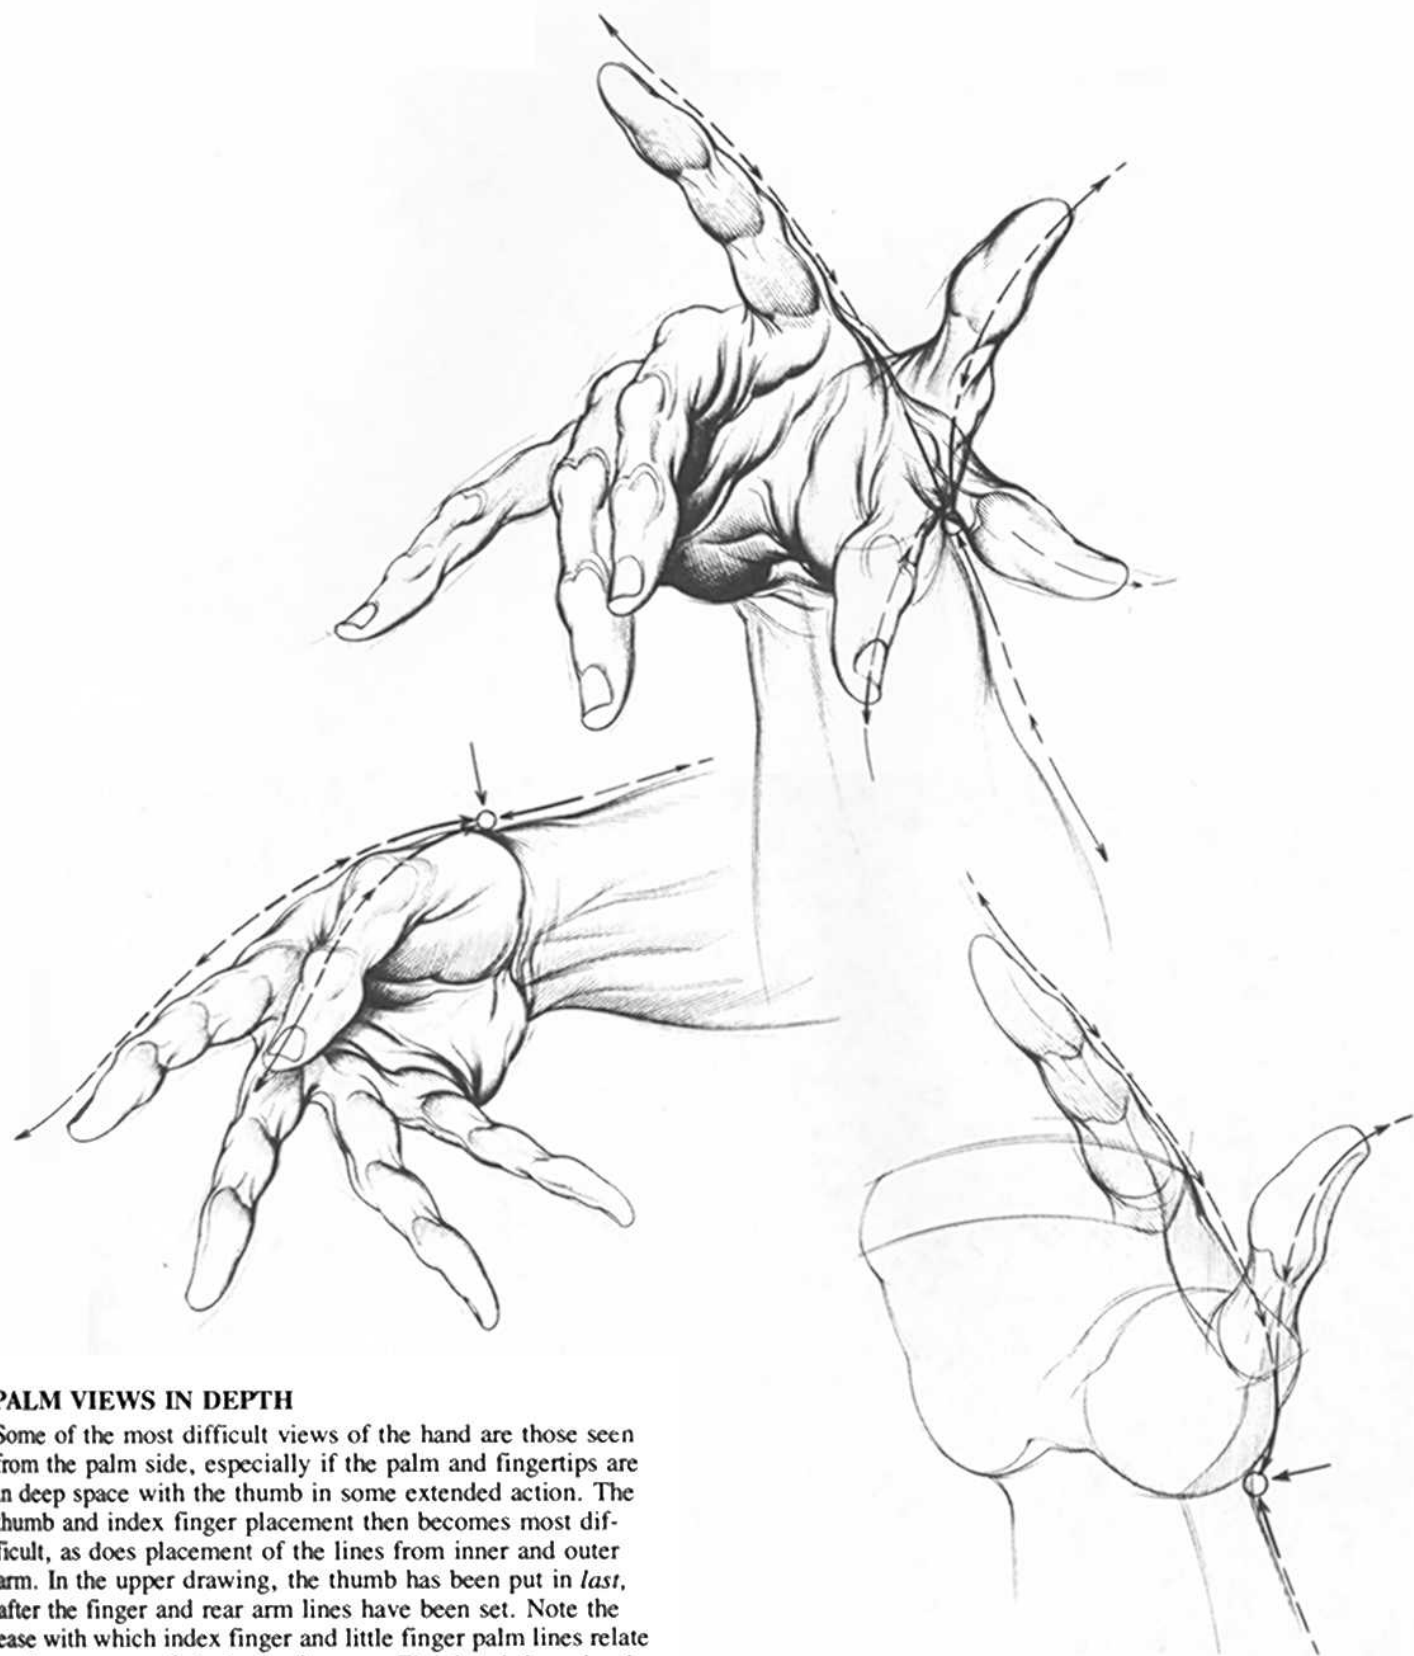 PALM VIEWS IN DEPTH
Some of the most difficult views of the hand are those seen
from the palm side, especially if the palm and fingertips are
in deep space with the thumb in some extended action. The
thumb and index finger placement then becomes most dif-
ficult, as does placement of the lines from inner and outer
arm. In the upper drawing, the thumb has been put in last,
after the finger and rear arm lines have been set. Note the
ease with which index finger and little finger palm lines relate